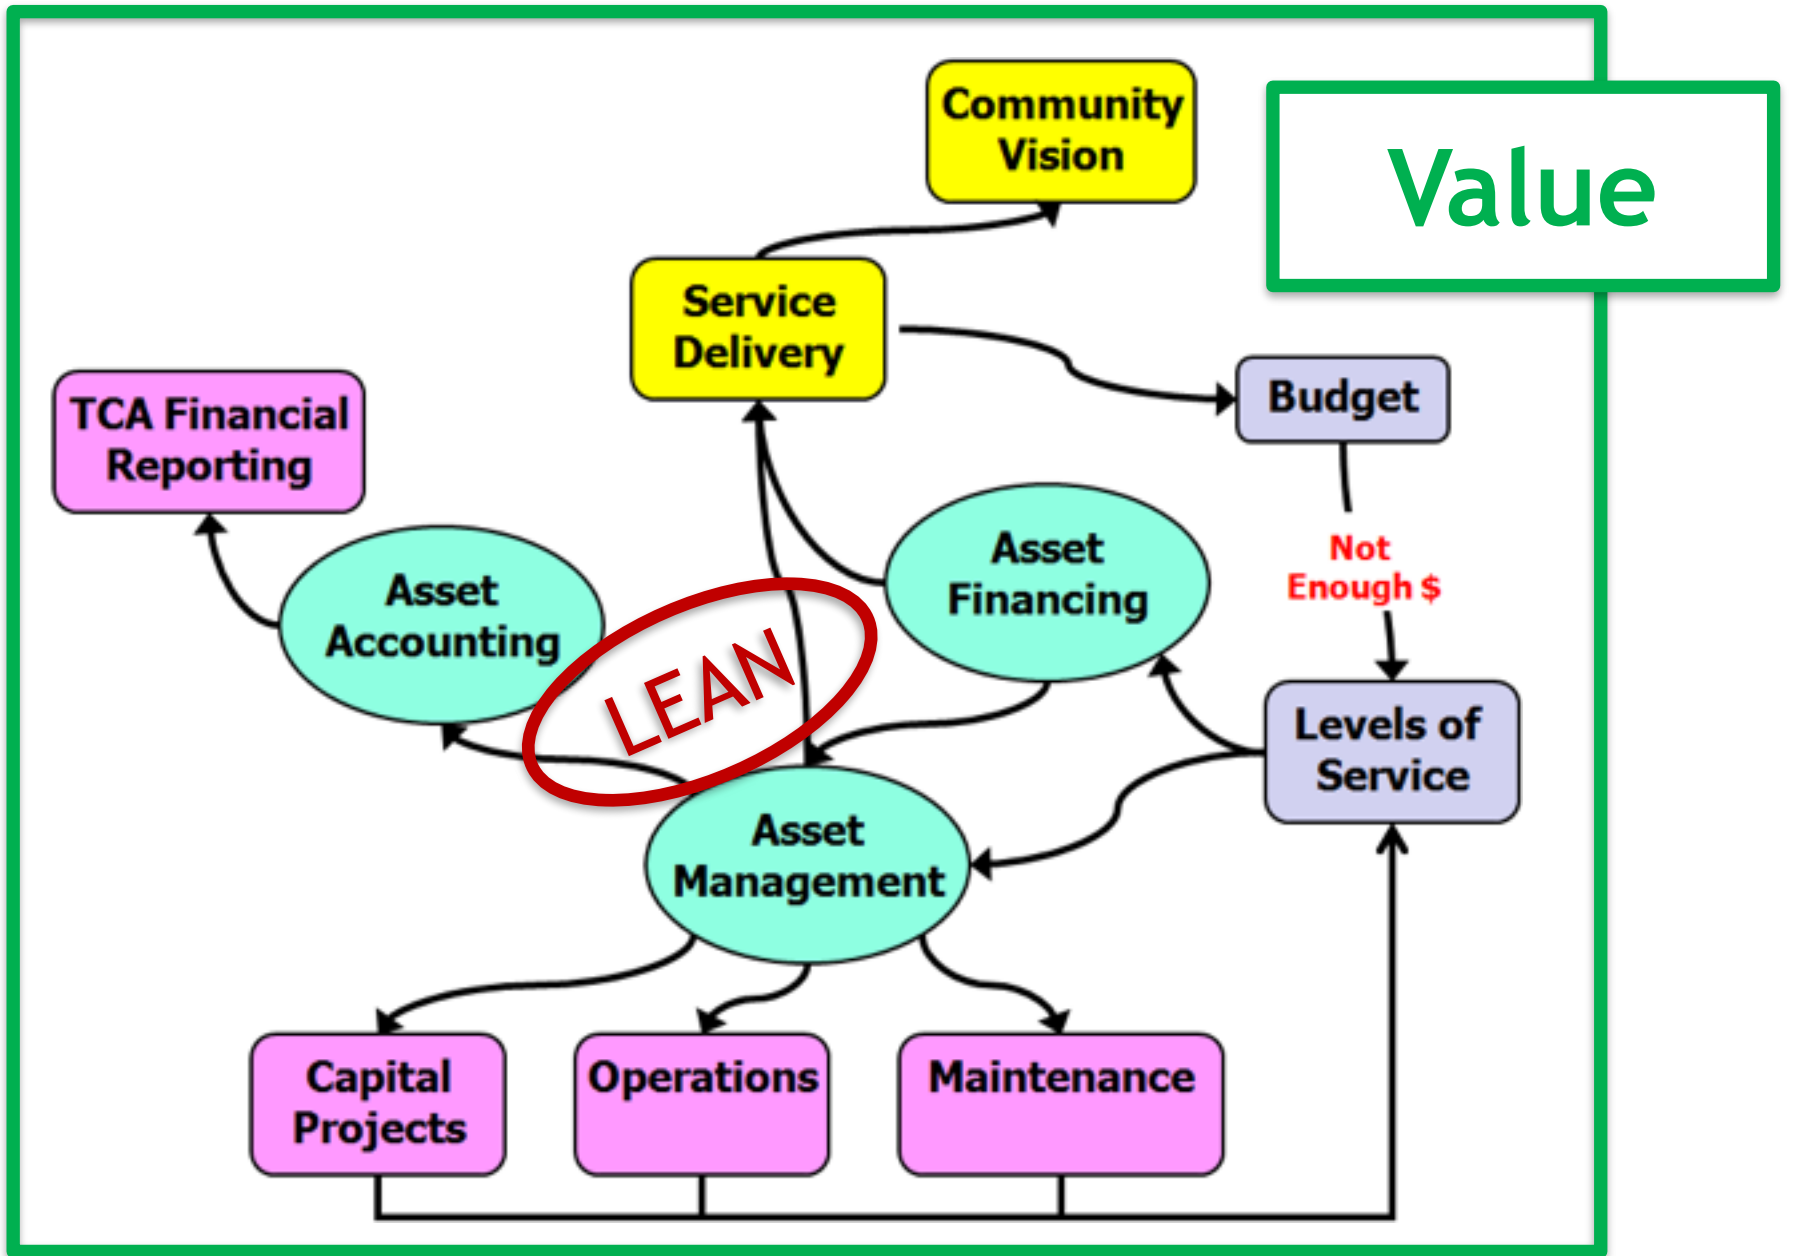 Community
Vision
Value
Service
Delivery
Budget
TCA Financial
Reporting
Asset
Financing
Not
Enough $
Asset
Accounting
LEAN
Levels of
Service
Asset
Management
Capital
Projects
Operations
Maintenance